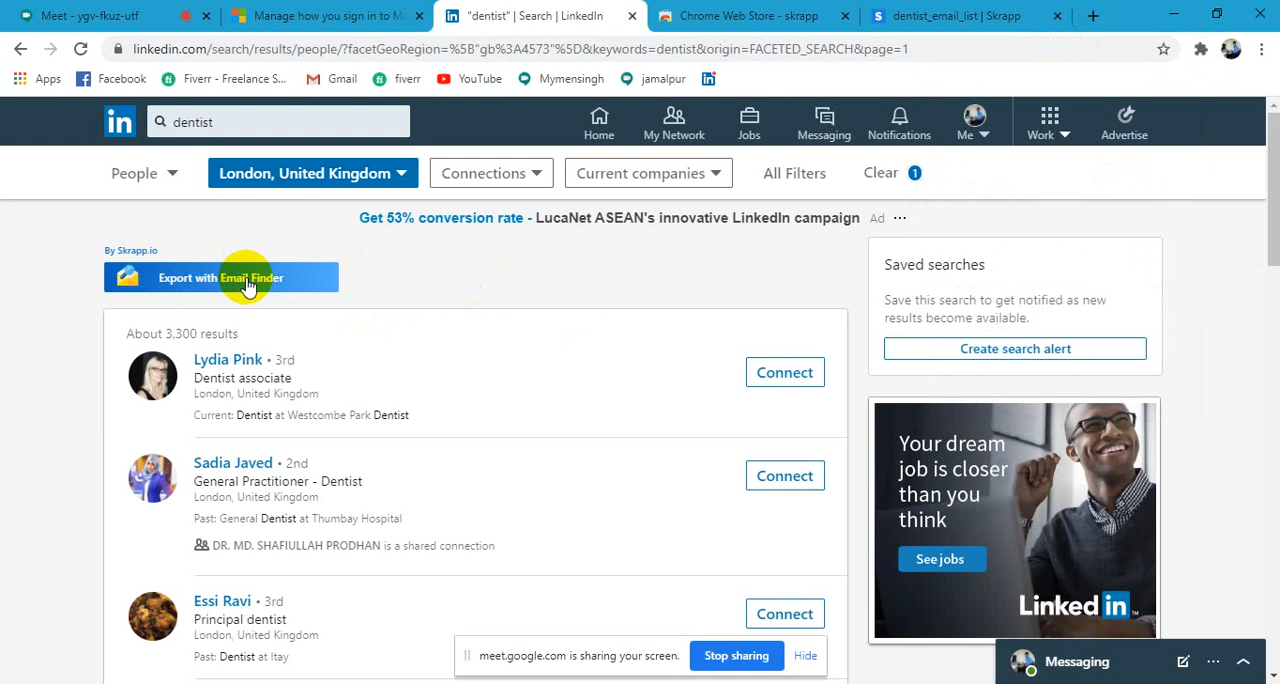 Meet - ygv-fkuz-utf
Manage how you sign in to M
"dentist" | Search | LinkedIn
Chrome Web Store - skrapp
dentist_email_list | Skrapp
linkedin.com/search/results/people/?facetGeoRegion=%5B"gb%3A4573"%5D&keywords=dentist&origin=FACETED_SEARCH&page=1
Apps
Facebook
Fiverr - Freelance S...
Gmail
fiverr
YouTube
Mymensingh
jamalpur
in
in
dentist
Home
My Network
Jobs
Messaging
Notifications
Me
Work
Advertise
People
London, United Kingdom
Connections
Current companies
All Filters
Clear 1
Get 53% conversion rate - LucaNet ASEAN's innovative LinkedIn campaign Ad ...
By Skrapp.io
Export with Email Finder
About 3,300 results
Lydia Pink • 3rd
Dentist associate
London, United Kingdom
Current: Dentist at Westcombe Park Dentist
Connect
Sadia Javed • 2nd
General Practitioner - Dentist
London, United Kingdom
Past: General Dentist at Thumbay Hospital
DR. MD. SHAFIULLAH PRODHAN is a shared connection
Connect
Essi Ravi • 3rd
Principal dentist
London, United Kingdom
Past: Dentist at Itay
Connect
Saved searches
Save this search to get notified as new
results become available.
Create search alert
Your dream
job is closer
than you
think
See jobs
Linked in
meet.google.com is sharing your screen.
Stop sharing
Hide
Messaging